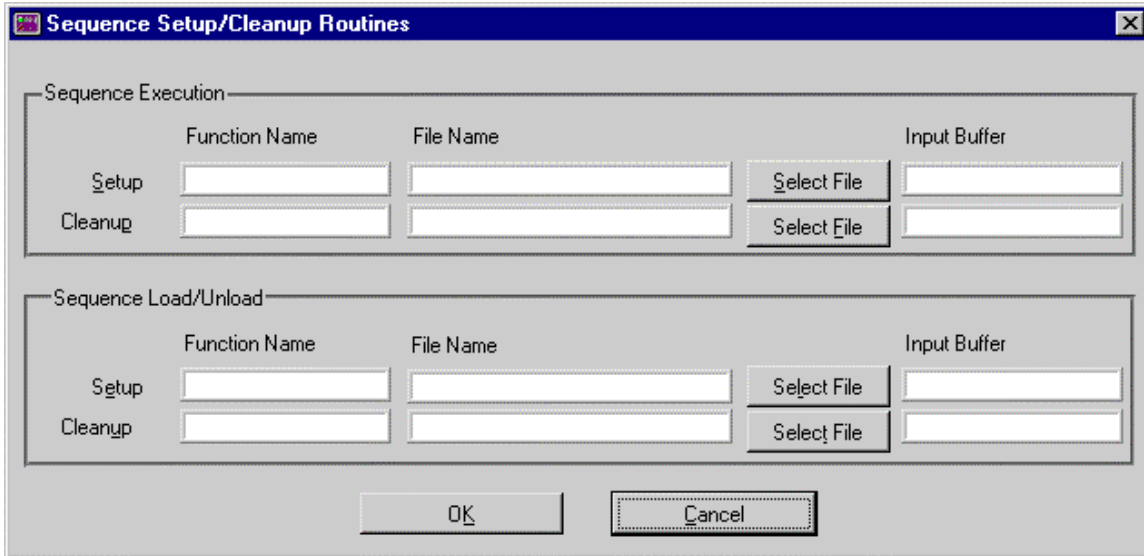 Sequence Setup/Cleanup Routines
Sequence Execution
Function Name File Name Input Buffer
Setup Select File
Cleanup Select File
Sequence Load/Unload
Function Name File Name Input Buffer
Setup Select File
Cleanup Select File
OK Cancel